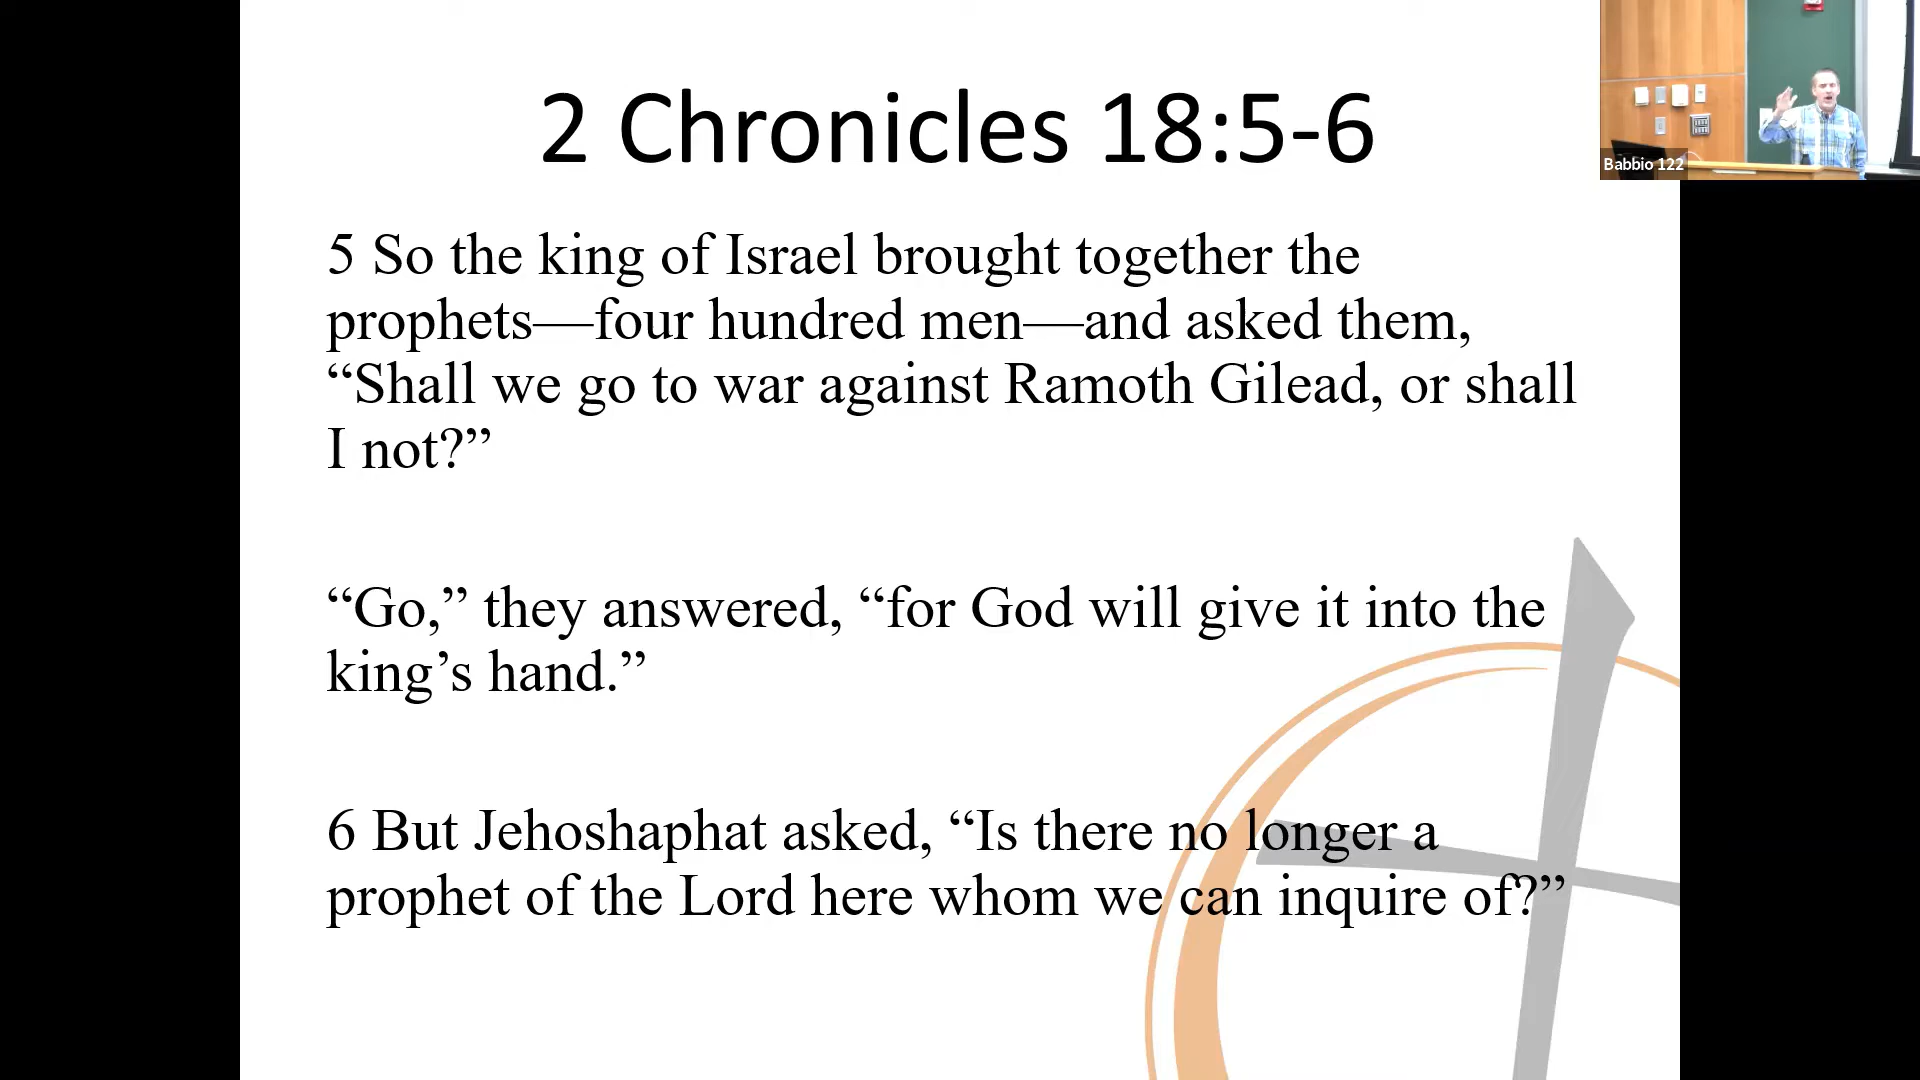 2 Chronicles 18:5-6
5 So the king of Israel brought together the
prophets—four hundred men—and asked them,
“Shall we go to war against Ramoth Gilead, or shall
I not?”
“Go,” they answered, “for God will give it into the
king’s hand.”
6 But Jehoshaphat asked, “Is there no longer a
prophet of the Lord here whom we can inquire of?”
Babbio 122